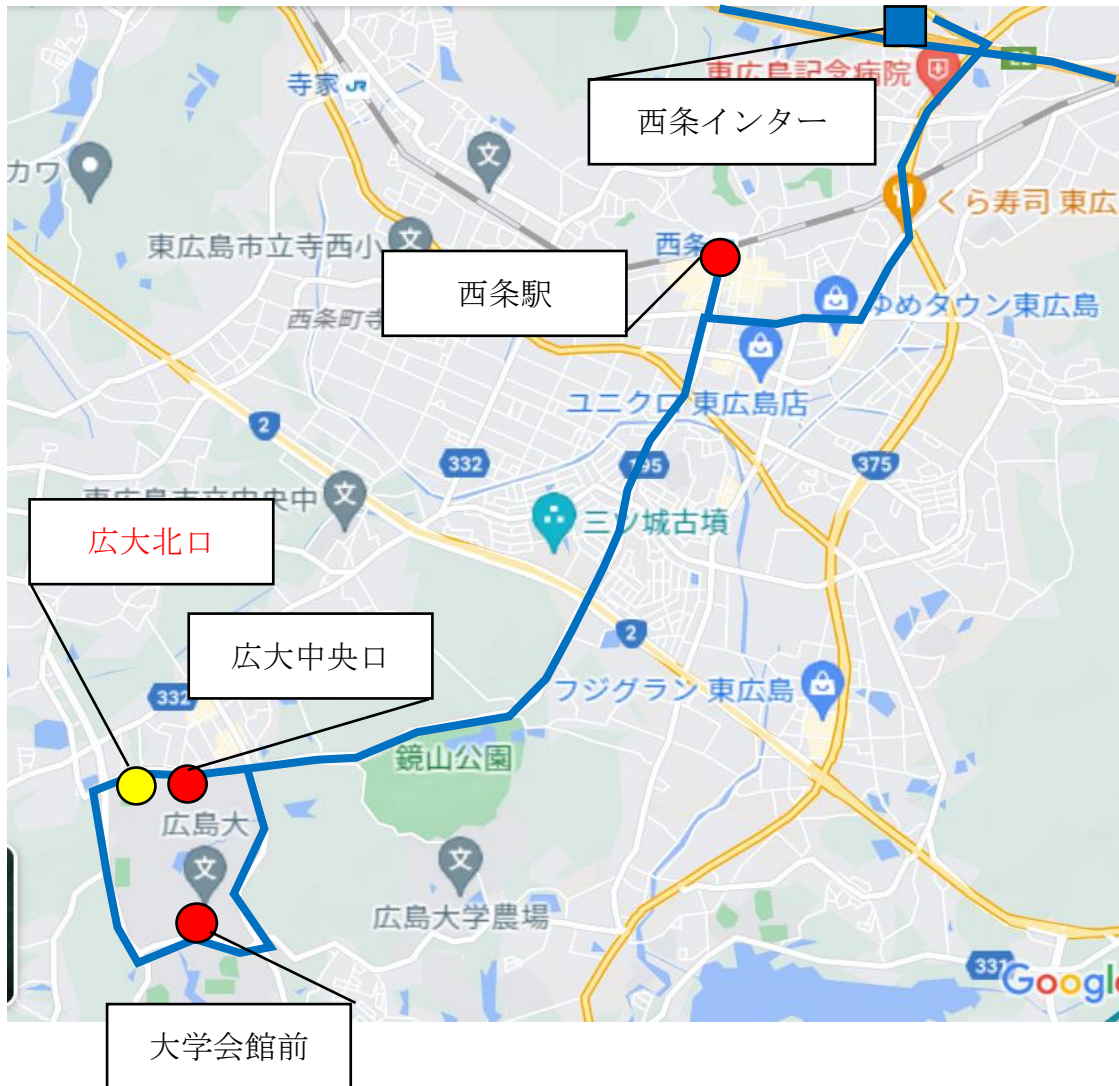 寺家
東広島記念病院
西条インター
カワ
くら寿司 東広
東広島市立寺西小
西条
西条駅
西条町寺
ゆめタウン東広島
ユニクロ 東広島店
2
332
195
375
三ツ城古墳
広大北口
広大中央口
2
332
フジグラン 東広島
鏡山公園
広島大
広島大学農場
331
Google
大学会館前